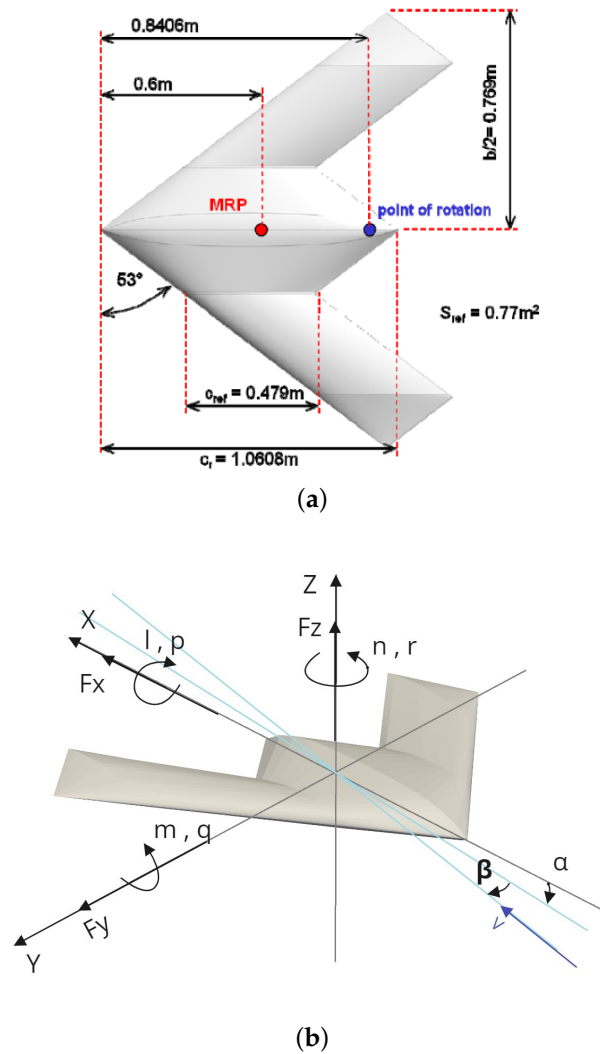 0.8406m
0.6m
b/2= 0.769m
MRP
point of rotation
53°
S_ref = 0.77m²
c_ref = 0.479m
c_r = 1.0608m
(a)
Z
X
Fz
l , p
n , r
Fx
m , q
α
β
v
Fy
Y
(b)